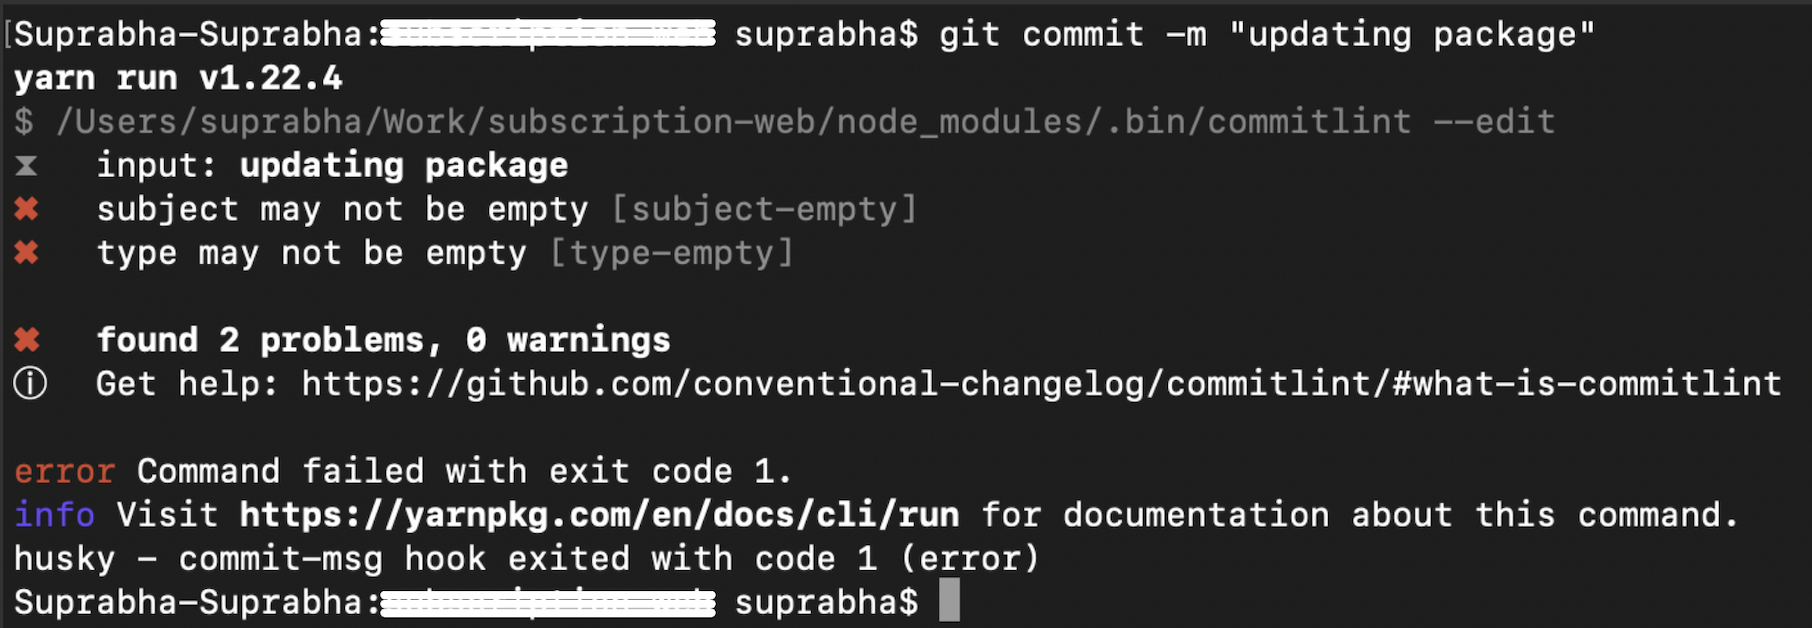 [Suprabha-Suprabha: suprabha$ git commit -m "updating package"
yarn run v1.22.4
$ /Users/suprabha/Work/subscription-web/node_modules/.bin/commitlint --edit
⧗   input: updating package
✖   subject may not be empty [subject-empty]
✖   type may not be empty [type-empty]
✖   found 2 problems, 0 warnings
ⓘ   Get help: https://github.com/conventional-changelog/commitlint/#what-is-commitlint
error Command failed with exit code 1.
info Visit https://yarnpkg.com/en/docs/cli/run for documentation about this command.
husky - commit-msg hook exited with code 1 (error)
Suprabha-Suprabha: suprabha$